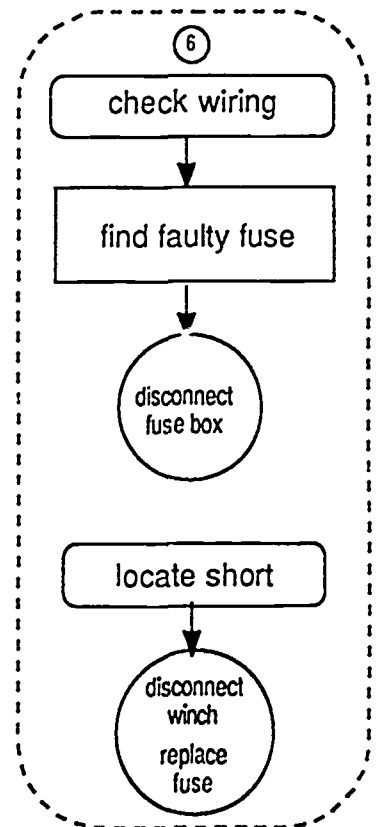 6
check wiring
find faulty fuse
disconnect
fuse box
locate short
disconnect
winch
replace
fuse